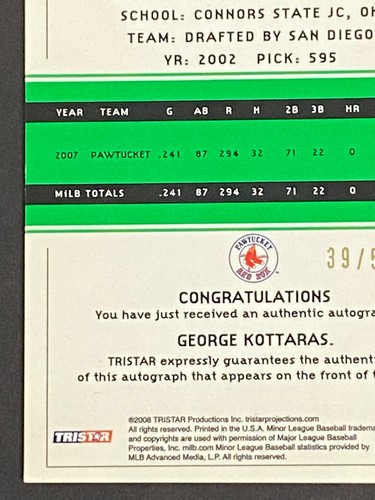 SCHOOL: CONNORS STATE JC, OK
TEAM: DRAFTED BY SAN DIEGO
YR: 2002 PICK: 595
YEAR TEAM G AB R H 2B 3B HR
2007 PAWTUCKET .241 87 294 32 71 22 0
MiLB TOTALS .241 87 294 32 71 22 0
PAWTUCKET
RED SOX
39/5
CONGRATULATIONS
You have just received an authentic autogra
GEORGE KOTTARAS.
TRISTAR expressly guarantees the authent
of this autograph that appears on the front of t
©2008 TRISTAR Productions Inc. tristarprojections.com
All rights reserved. Printed in the U.S.A. Minor League Baseball tradema
and copyrights are used with permission of Major League Baseball
Properties, Inc. milb.com Minor League Baseball statistics provided by
MLB Advanced Media, L.P. All rights reserved.
TRISTAR